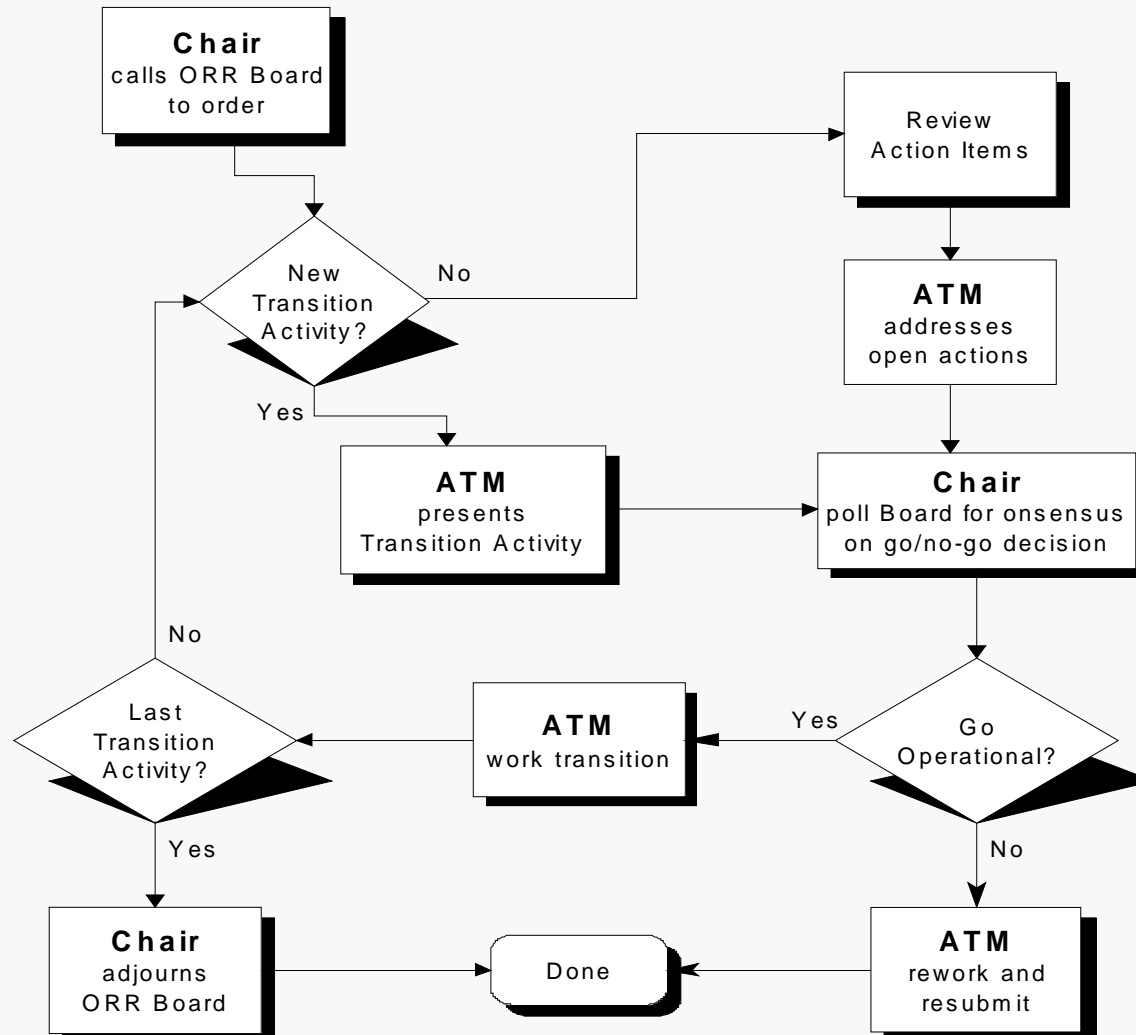 Chair
calls ORR Board
to order
Review
Action Items
New
Transition
Activity?
No
ATM
addresses
open actions
Yes
ATM
presents
Transition Activity
Chair
poll Board for onsensus
on go/no-go decision
No
Last
Transition
Activity?
ATM
work transition
Yes
Go
Operational?
Yes
No
Chair
adjourns
ORR Board
Done
ATM
rework and
resubmit